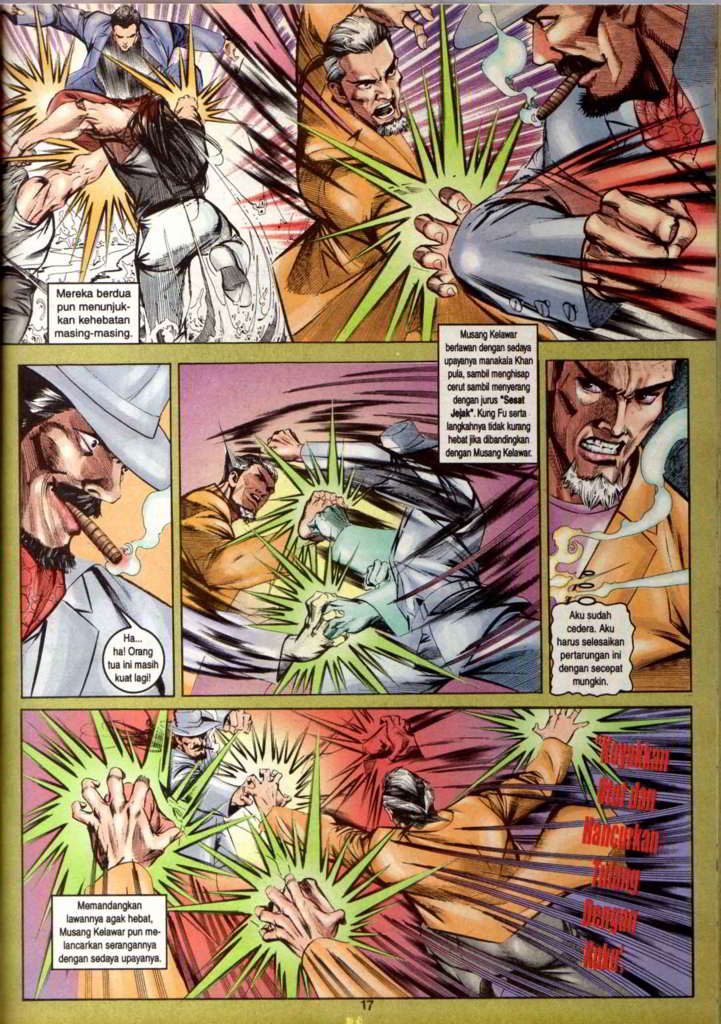 Mereka berdua
pun menunjuk-
kan kehebatan
masing-masing.
Musang Kelawar
berlawan dengan sedaya
upayanya manakala Khan
pula, sambil menghisap
cerut sambil menyerang
dengan jurus "Sesat
Jejak". Kung Fu serta
langkahnya tidak kurang
hebat jika dibandingkan
dengan Musang Kelawar.
Ha...
ha! Orang
tua ini masih
kuat lagi!
Aku sudah
cedera. Aku
harus selesaikan
pertarungan ini
dengan secepat
mungkin.
"Koyakkan
Otot dan
Hancurkan
Tulang
Dengan
Kuku"
Memandangkan
lawannya agak hebat,
Musang Kelawar pun me-
lancarkan serangannya
dengan sedaya upayanya.
17